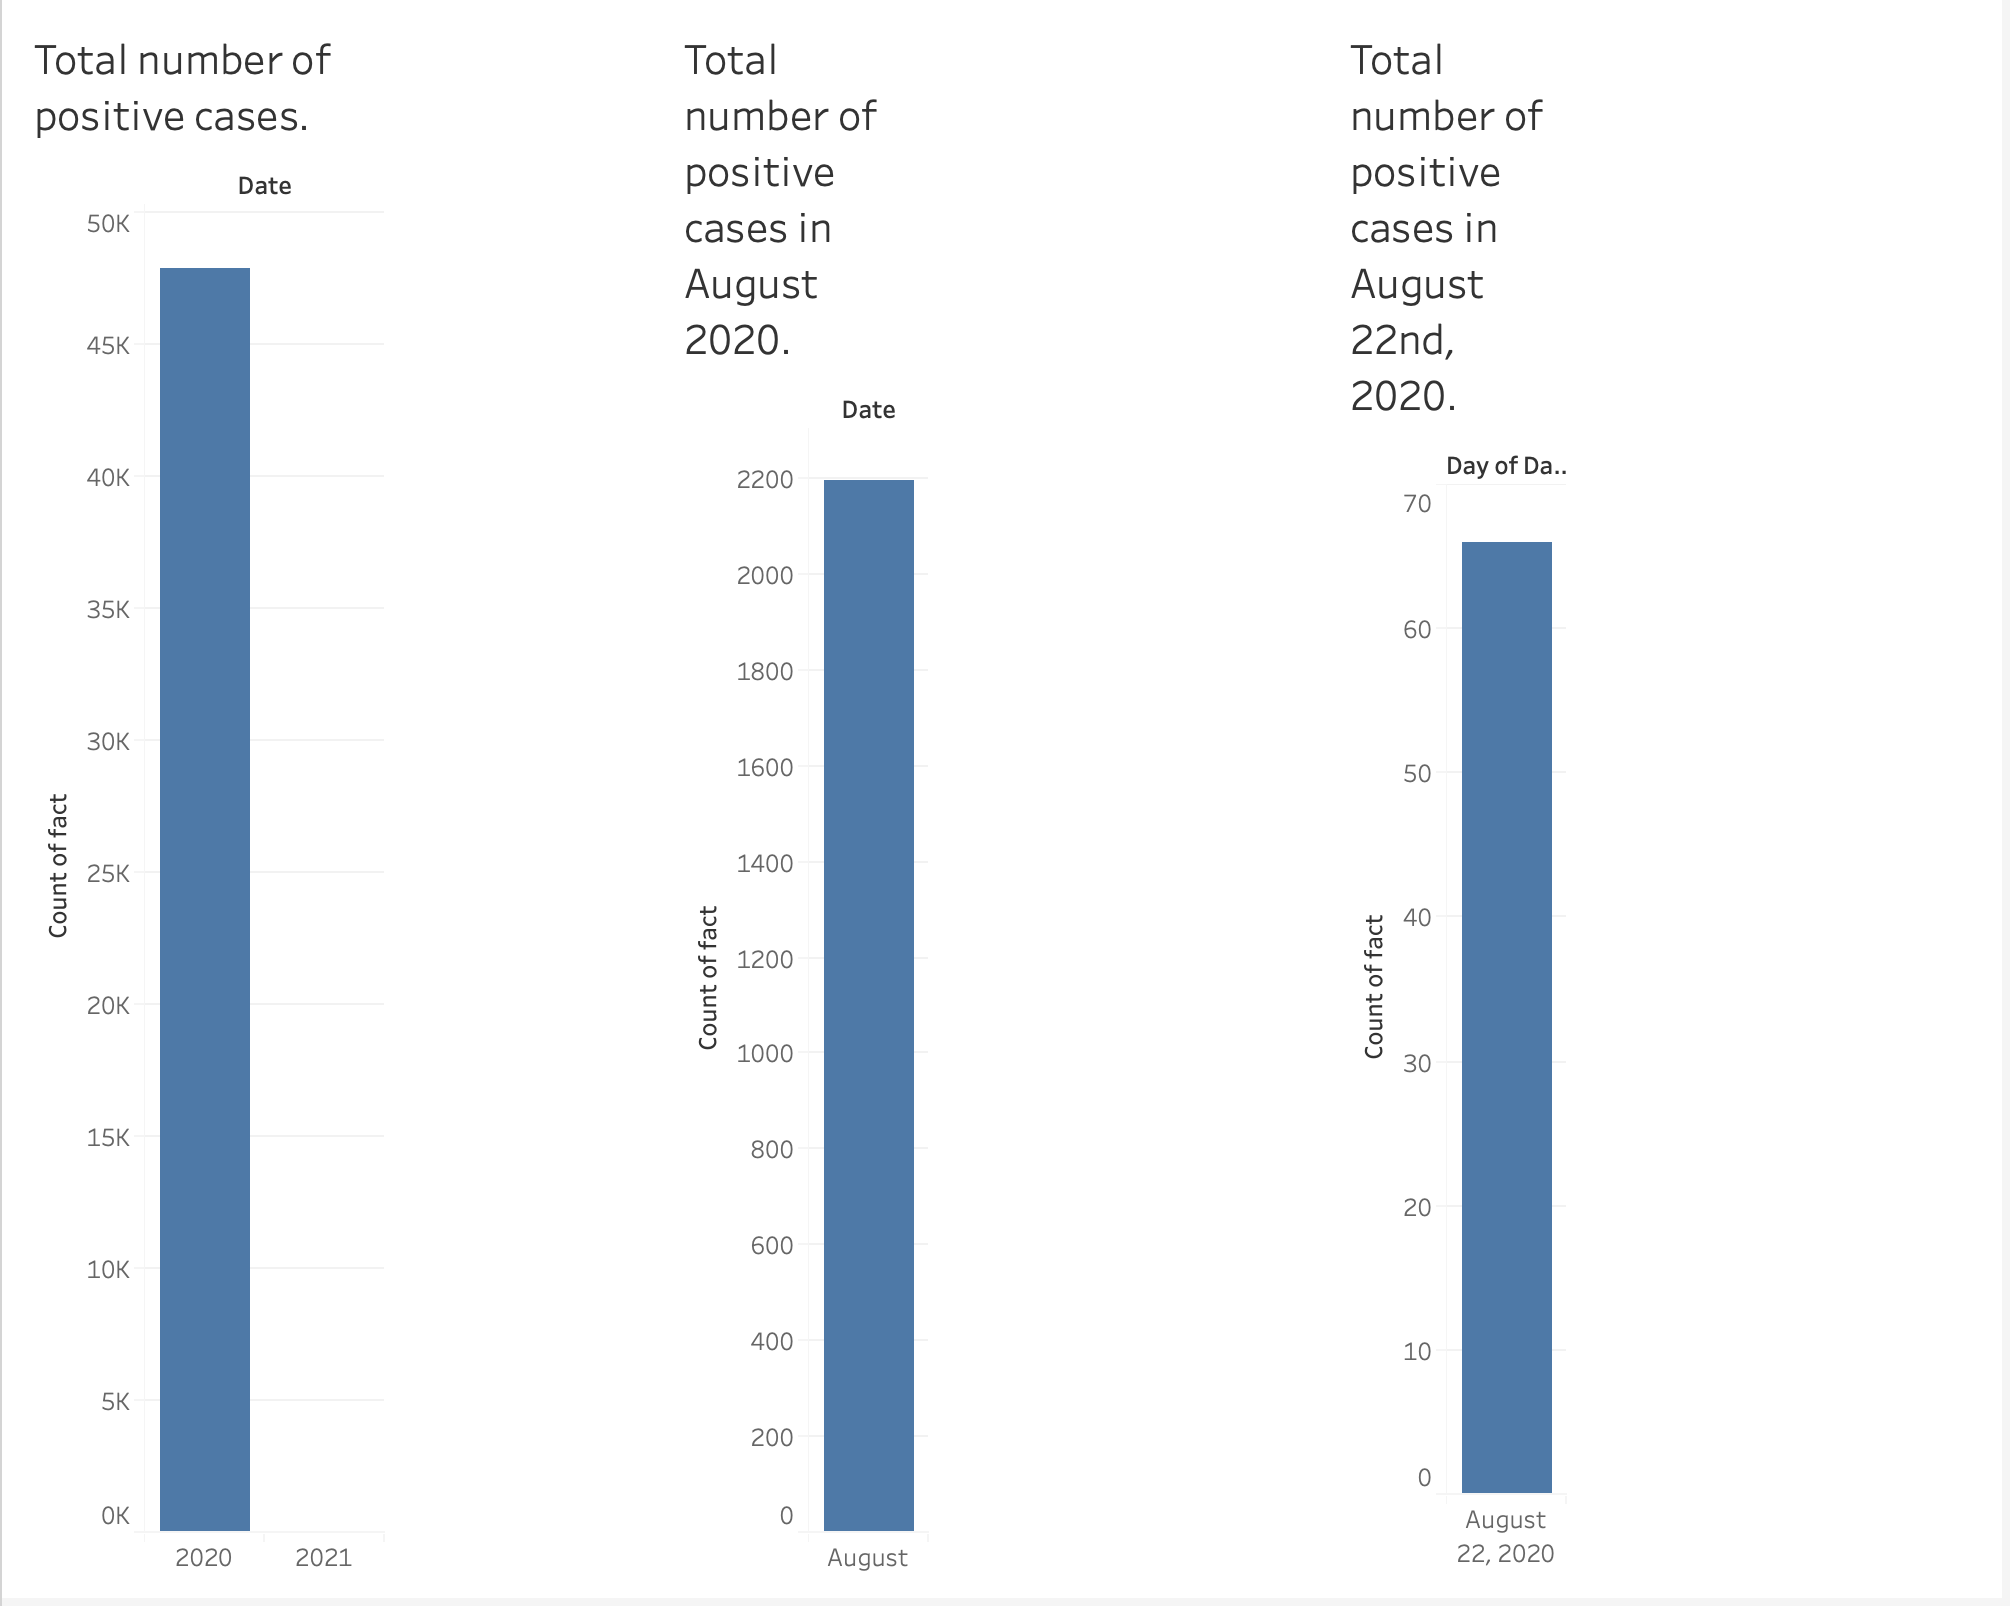 Total number of
positive cases.
Date
50K
45K
40K
35K
30K
25K
20K
15K
10K
5K
0K
Count of fact
2020
2021
Total
number of
positive
cases in
August
2020.
Date
2200
2000
1800
1600
1400
1200
1000
800
600
400
200
0
Count of fact
August
Total
number of
positive
cases in
August
22nd,
2020.
Day of Da..
70
60
50
40
30
20
10
0
Count of fact
August
22, 2020